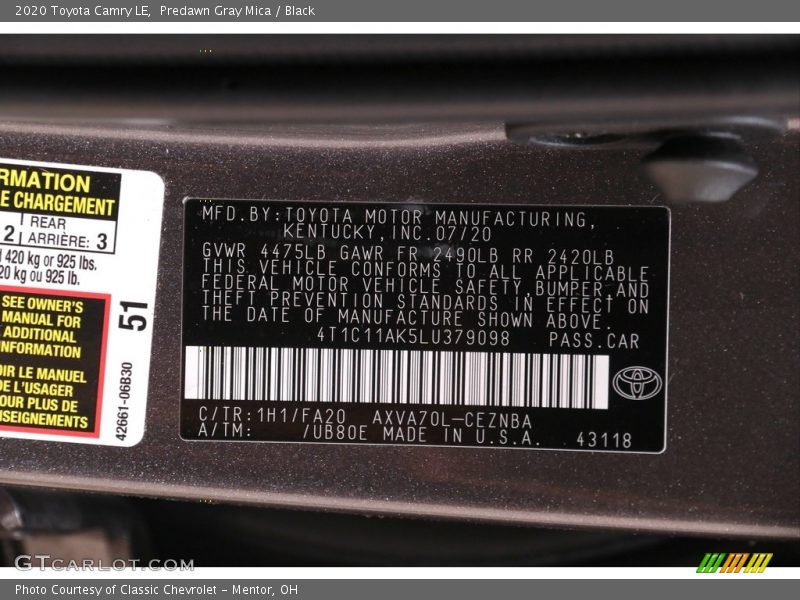 2020 Toyota Camry LE, Predawn Gray Mica / Black
RMATION
E CHARGEMENT
2 REAR
ARRIÈRE: 3
420 kg or 925 lbs.
20 kg ou 925 lb.
SEE OWNER'S
MANUAL FOR
ADDITIONAL
INFORMATION
OIR LE MANUEL
DE L'USAGER
OUR PLUS DE
NSEIGNEMENTS
51
42661-06B30
MFD.BY:TOYOTA MOTOR MANUFACTURING,
KENTUCKY,INC.07/20
GVWR 4475LB GAWR FR 2490LB RR 2420LB
THIS VEHICLE CONFORMS TO ALL APPLICABLE
FEDERAL MOTOR VEHICLE SAFETY,BUMPER AND
THEFT PREVENTION STANDARDS IN EFFECT ON
THE DATE OF MANUFACTURE SHOWN ABOVE.
4T1C11AK5LU379098 PASS.CAR
C/TR:1H1/FA20 AXVA70L-CEZNBA
A/TM: /UB80E MADE IN U.S.A. 43118
GTCarLot.com
Photo Courtesy of Classic Chevrolet - Mentor, OH